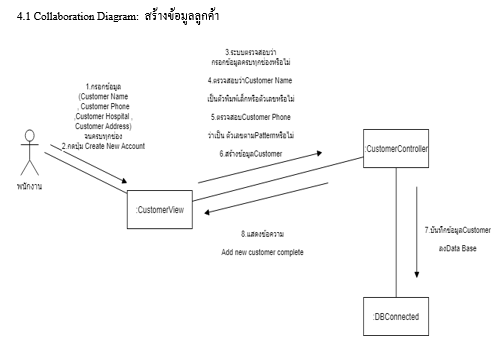 4.1 Collaboration Diagram: สร้างข้อมูลลูกค้า
3.ระบบตรวจสอบว่า
กรอกข้อมูลครบทุกช่องหรือไม่
4.ตรวจสอบว่าCustomer Name
เป็นตัวพิมพ์เล็กหรือตัวเลขหรือไม่
5.ตรวจสอบCustomer Phone
ว่าเป็น ตัวเลขตามPatternหรือไม่
6.สร้างข้อมูลCustomer
1.กรอกข้อมูล
(Customer Name
, Customer Phone
,Customer Hospital ,
Customer Address)
จนครบทุกช่อง
2.กดปุ่ม Create New Account
พนักงาน
:CustomerView
:CustomerController
8.แสดงข้อความ
Add new customer complete
7.บันทึกข้อมูลCustomer
ลงData Base
:DBConnected